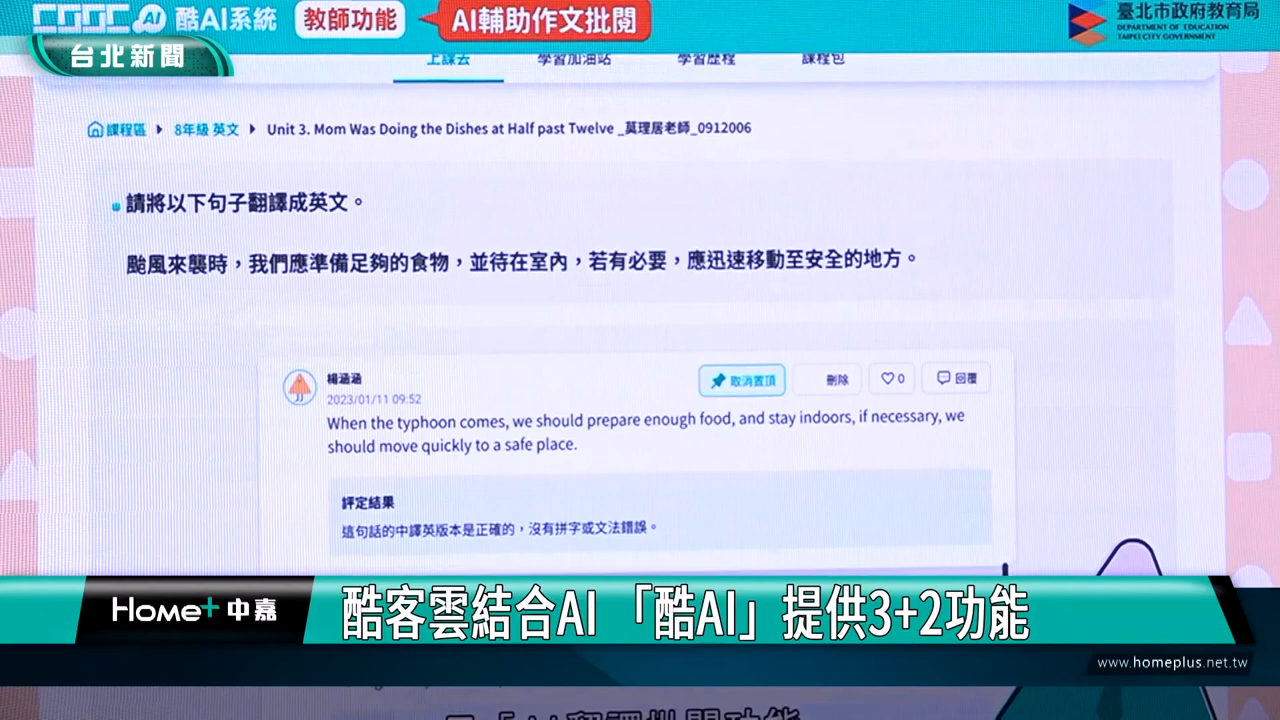 COOC AI 酷AI系統 教師功能 AI輔助作文批閱
臺北市政府教育局
DEPARTMENT OF EDUCATION
TAIPEI CITY GOVERNMENT
台北新聞
上課去 學習加油站 學習歷程 課程包
課程區 8年級 英文 Unit 3. Mom Was Doing the Dishes at Half past Twelve _莫理居老師_0912006
請將以下句子翻譯成英文。
颱風來襲時，我們應準備足夠的食物，並待在室內，若有必要，應迅速移動至安全的地方。
楊涵涵
2023/01/11 09:52
取消置頂 刪除 0 回覆
When the typhoon comes, we should prepare enough food, and stay indoors, if necessary, we
should move quickly to a safe place.
評定結果
這句話的中譯英版本是正確的，沒有拼字或文法錯誤。
Home+中嘉
酷客雲結合AI「酷AI」提供3+2功能
www.homeplus.net.tw